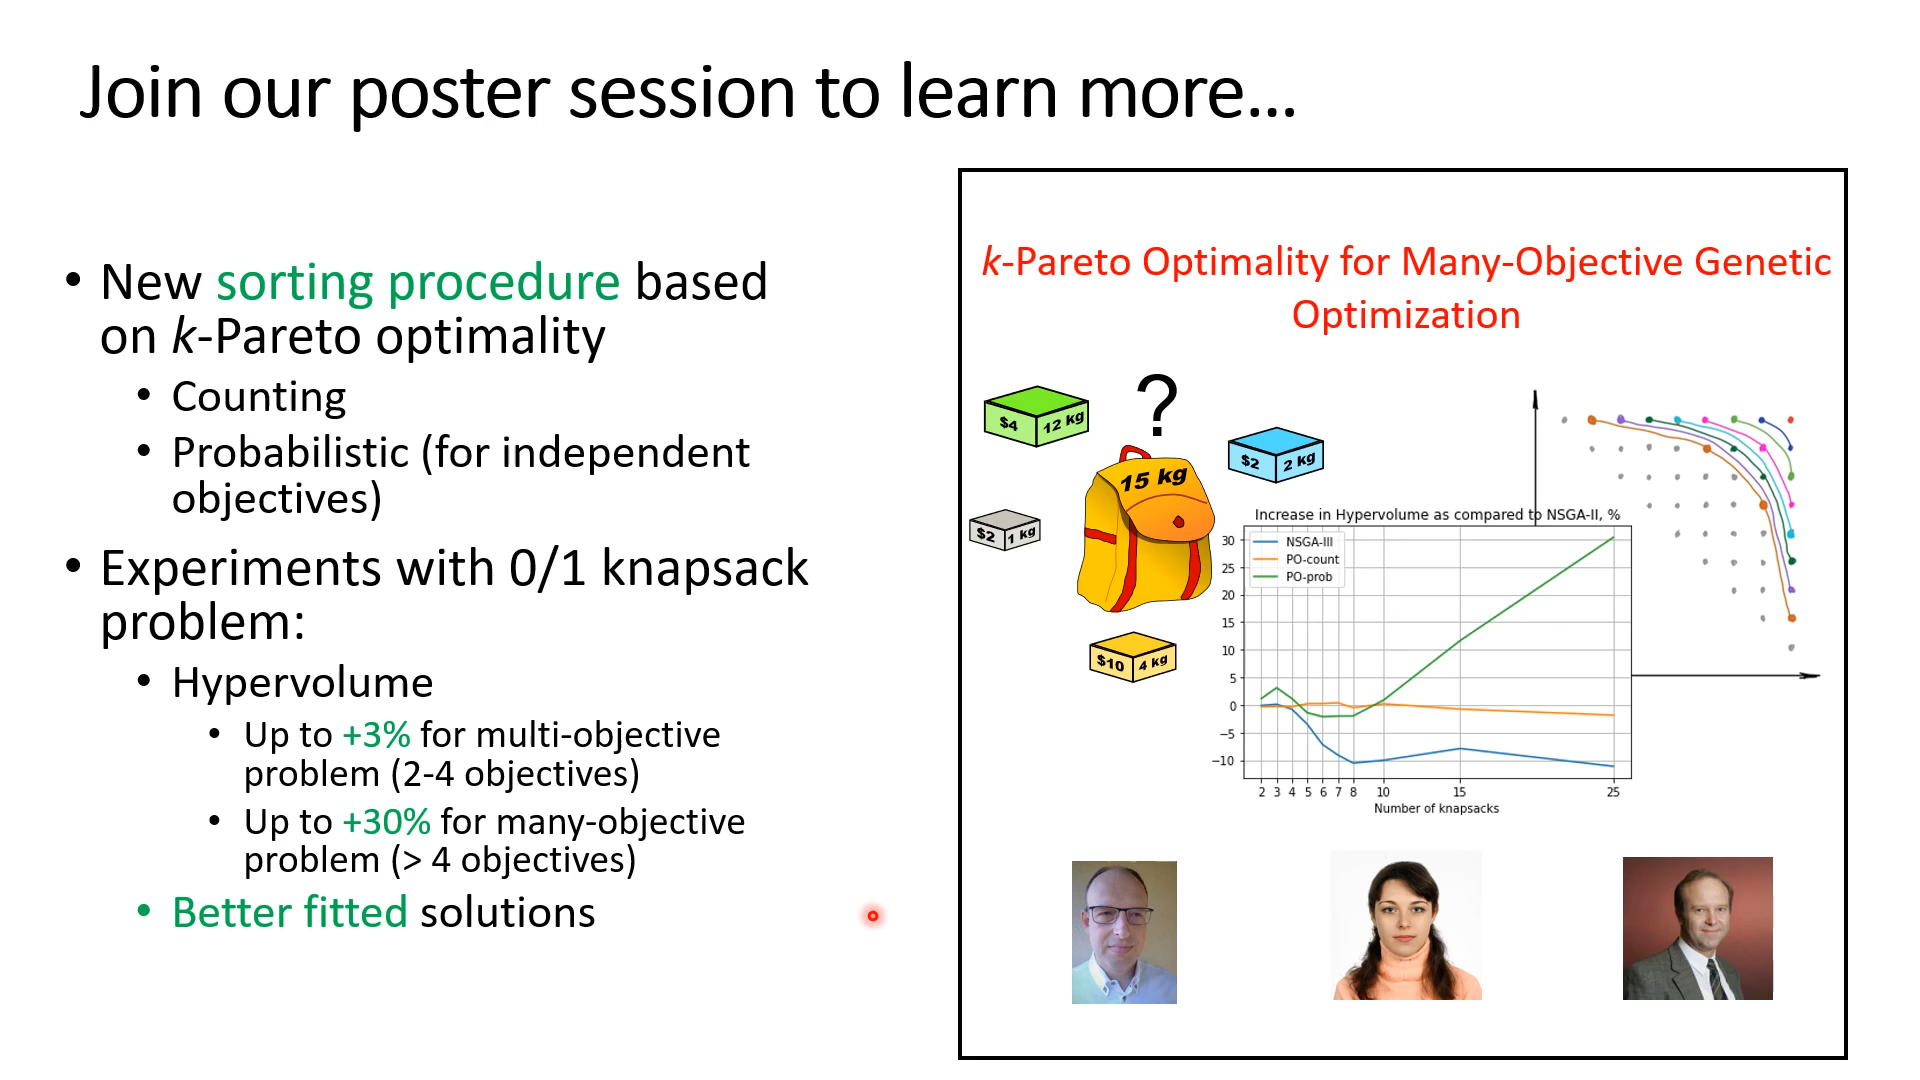 Join our poster session to learn more...
• New sorting procedure based
on k-Pareto optimality
• Counting
• Probabilistic (for independent
objectives)
• Experiments with 0/1 knapsack
problem:
• Hypervolume
• Up to +3% for multi-objective
problem (2-4 objectives)
• Up to +30% for many-objective
problem (> 4 objectives)
• Better fitted solutions
k-Pareto Optimality for Many-Objective Genetic
Optimization
?
$4 12 kg
15 kg
$2 2 kg
$2 1 kg
$10 4 kg
Increase in Hypervolume as compared to NSGA-II, %
NSGA-III
PO-count
PO-prob
30
25
20
15
10
5
0
−5
−10
2 3 4 5 6 7 8 10 15 25
Number of knapsacks